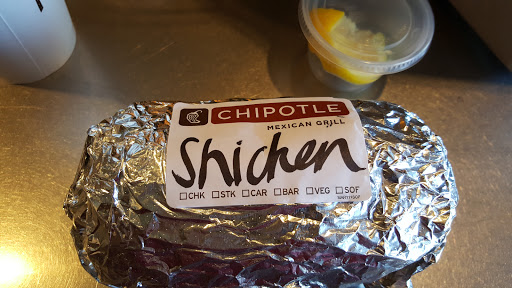 CHIPOTLE
MEXICAN GRILL
Shicken
☐CHK ☐STK ☐CAR ☐BAR ☐VEG ☐SOF